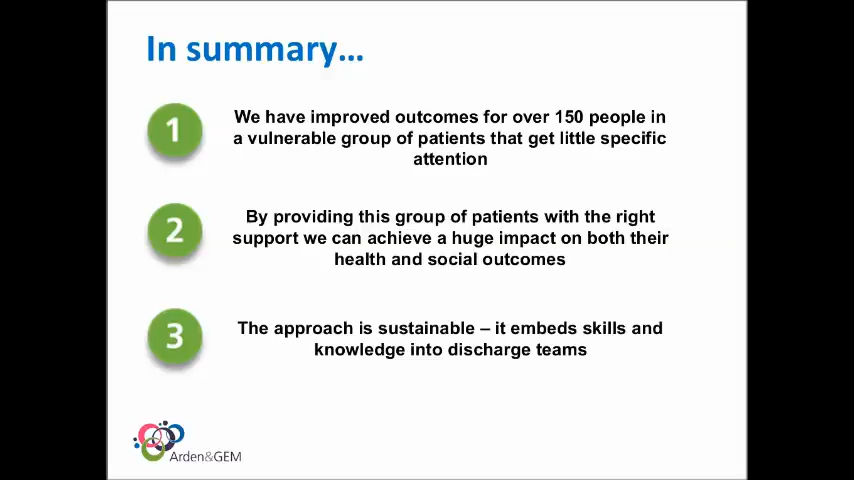 In summary…
1
We have improved outcomes for over 150 people in
a vulnerable group of patients that get little specific
attention
2
By providing this group of patients with the right
support we can achieve a huge impact on both their
health and social outcomes
3
The approach is sustainable – it embeds skills and
knowledge into discharge teams
Arden&GEM